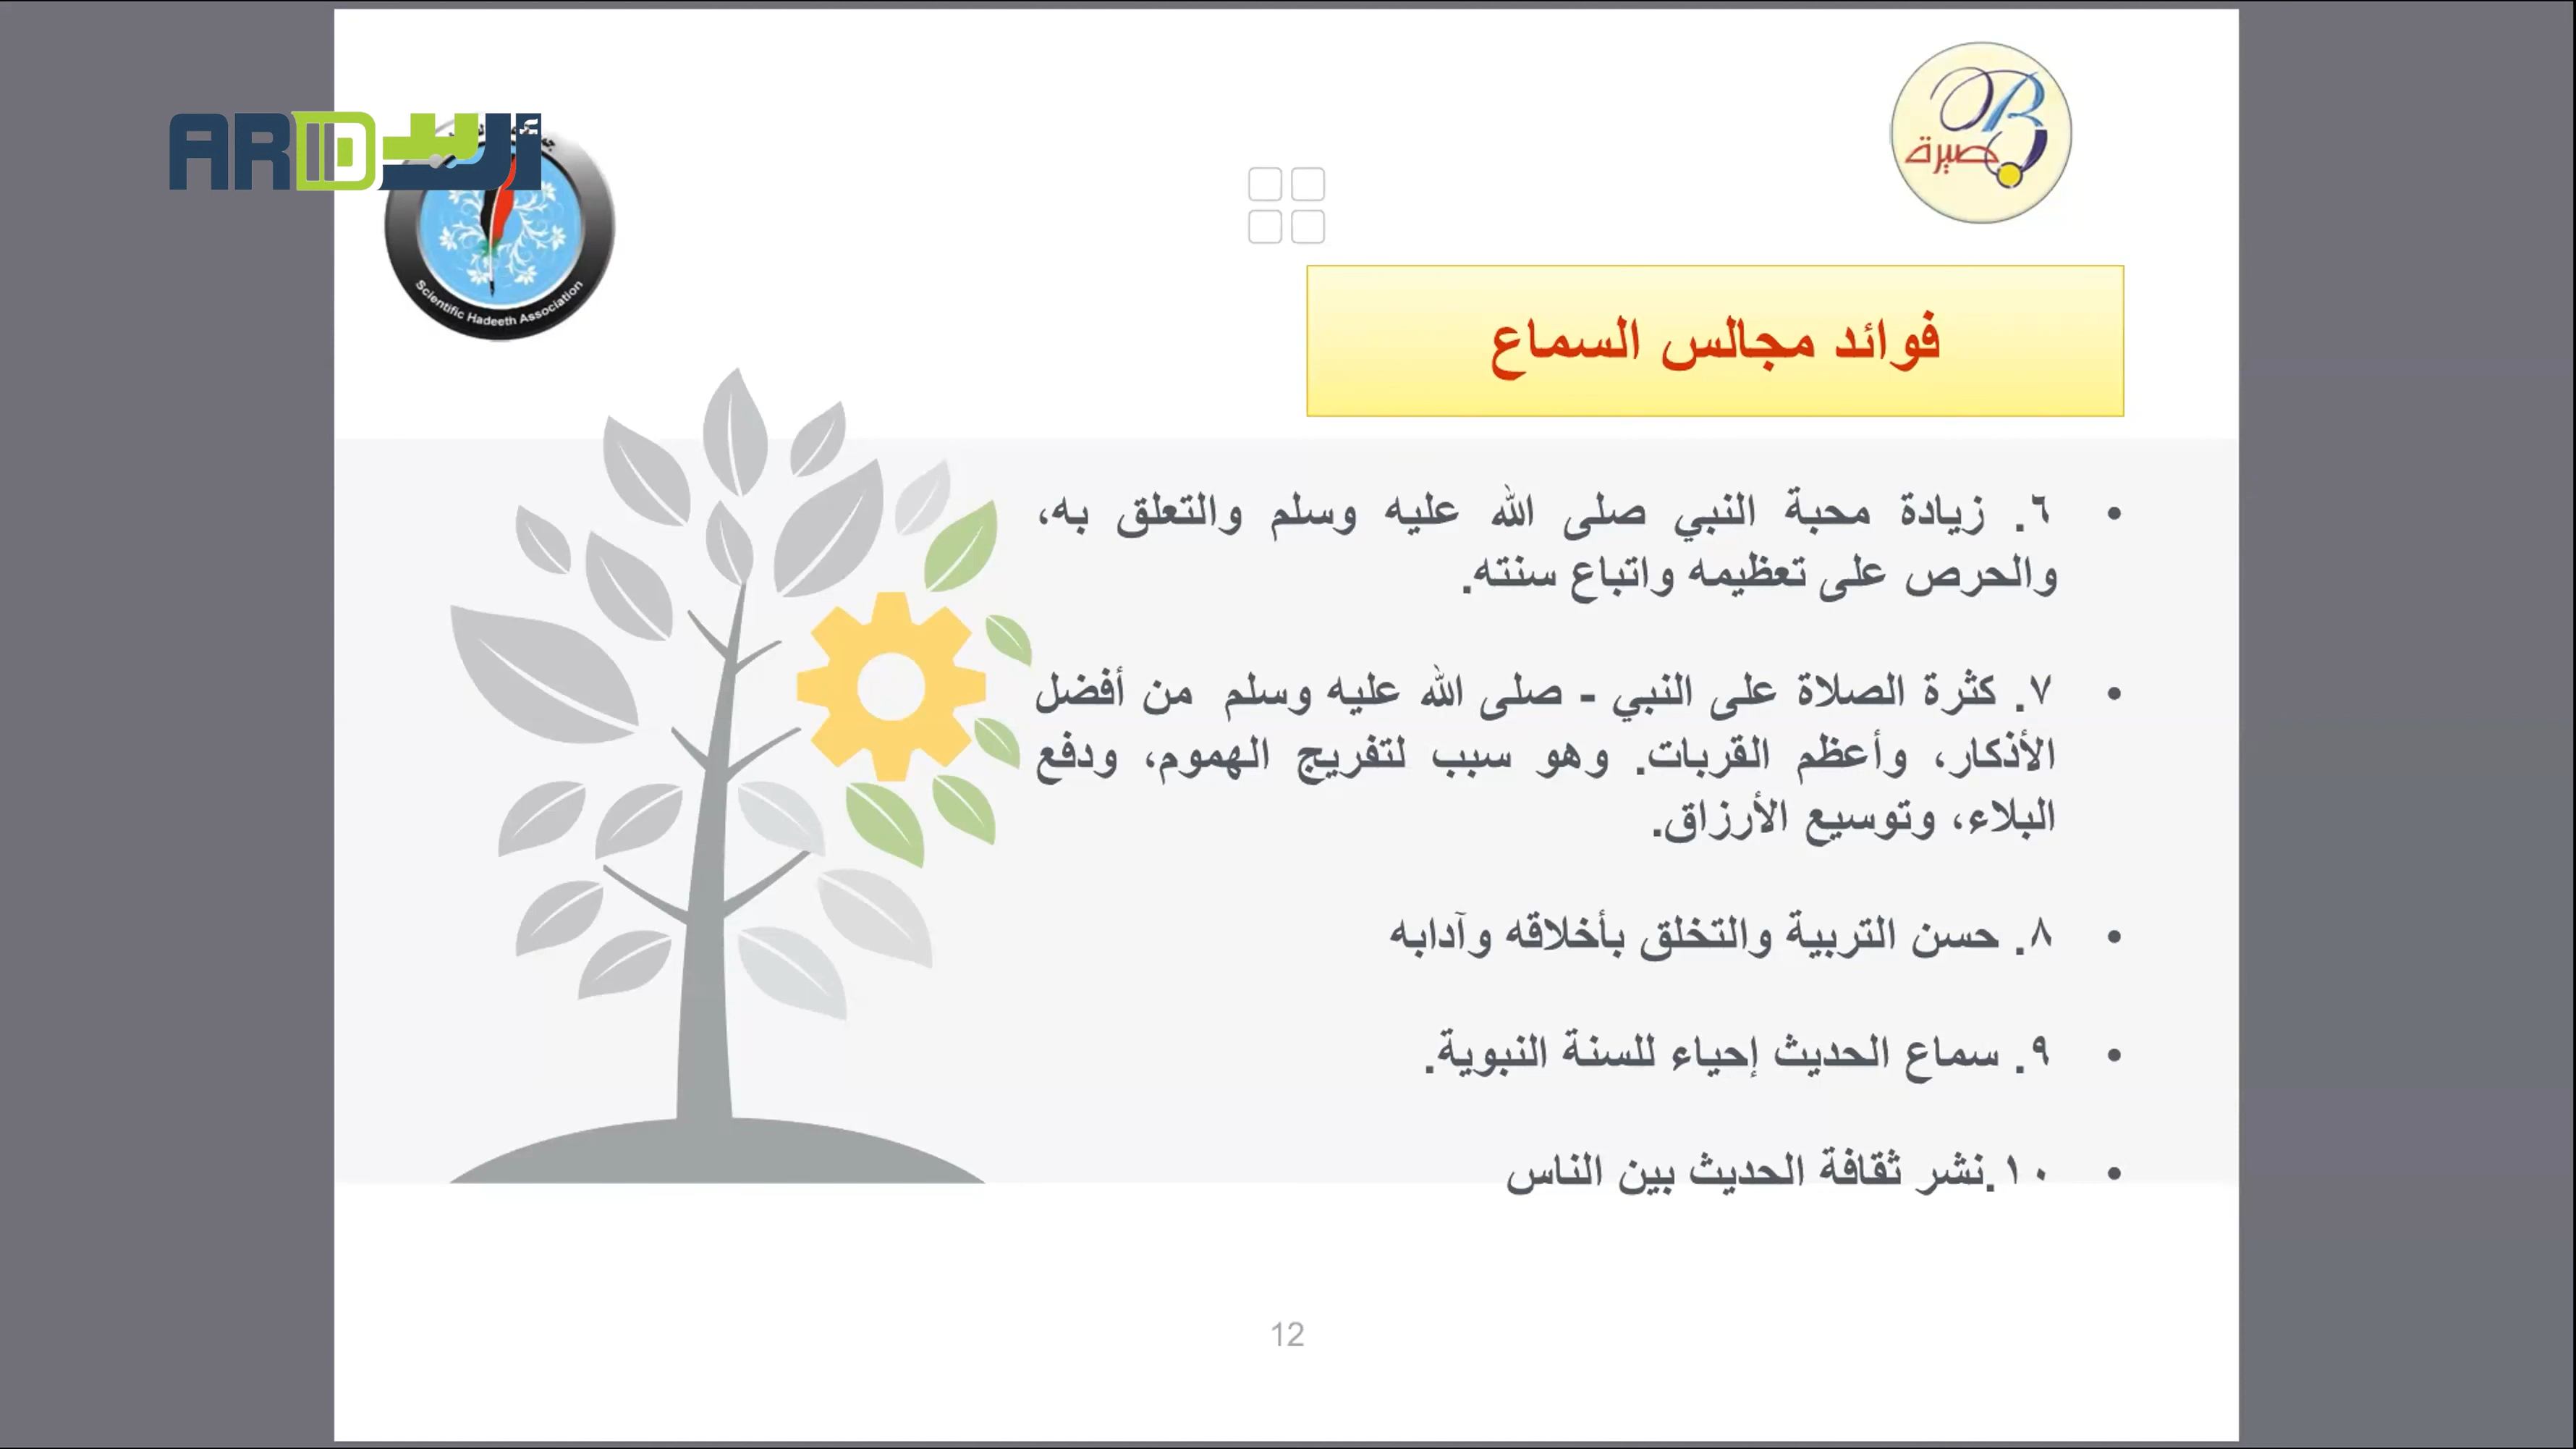 ARID
أريد
Scientific Hadeeth Association
B
صيرة
فوائد مجالس السماع
• ٦. زيادة محبة النبي صلى الله عليه وسلم والتعلق به،
والحرص على تعظيمه واتباع سنته.
• ٧. كثرة الصلاة على النبي - صلى الله عليه وسلم من أفضل
الأذكار، وأعظم القربات. وهو سبب لتفريج الهموم، ودفع
البلاء، وتوسيع الأرزاق.
• ٨. حسن التربية والتخلق بأخلاقه وآدابه
• ٩. سماع الحديث إحياء للسنة النبوية.
• ١٠.نشر ثقافة الحديث بين الناس
12